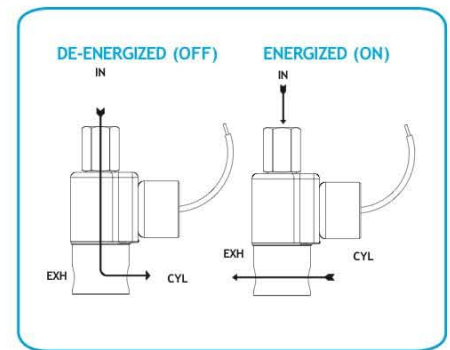 DE-ENERGIZED (OFF)
IN
EXH
CYL
ENERGIZED (ON)
IN
EXH
CYL